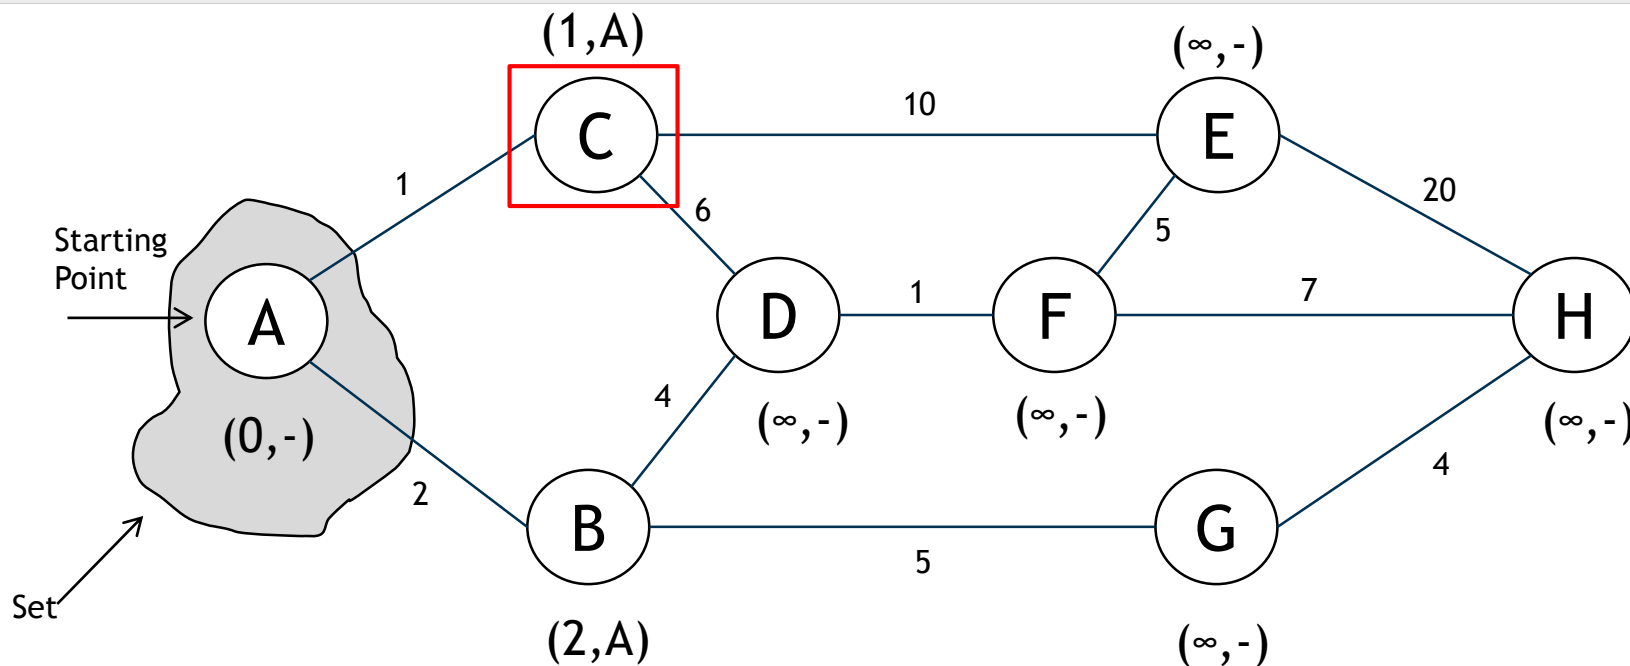 (1,A)
(∞,-)
10
C
E
1
20
6
Starting
Point
5
1
7
A
D
F
H
4
(0,-)
(∞,-)
(∞,-)
(∞,-)
4
2
B
G
5
Set
(2,A)
(∞,-)